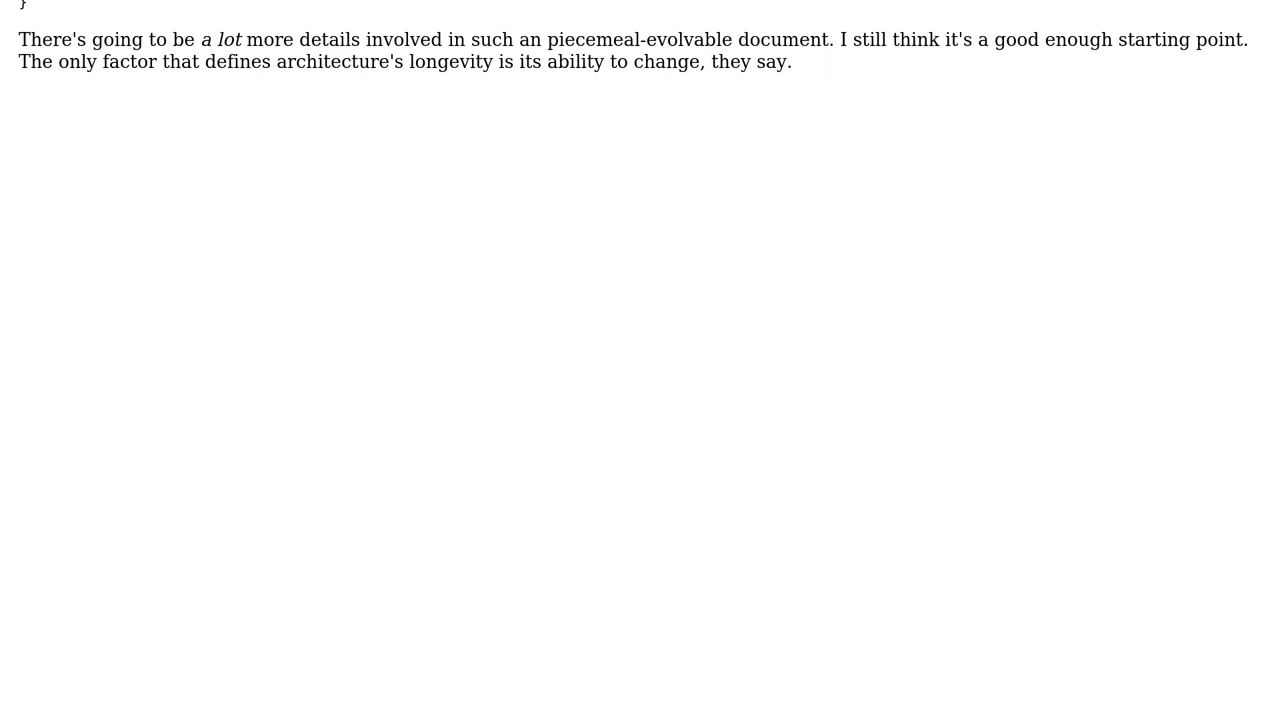 }
There's going to be a lot more details involved in such an piecemeal-evolvable document. I still think it's a good enough starting point.
The only factor that defines architecture's longevity is its ability to change, they say.